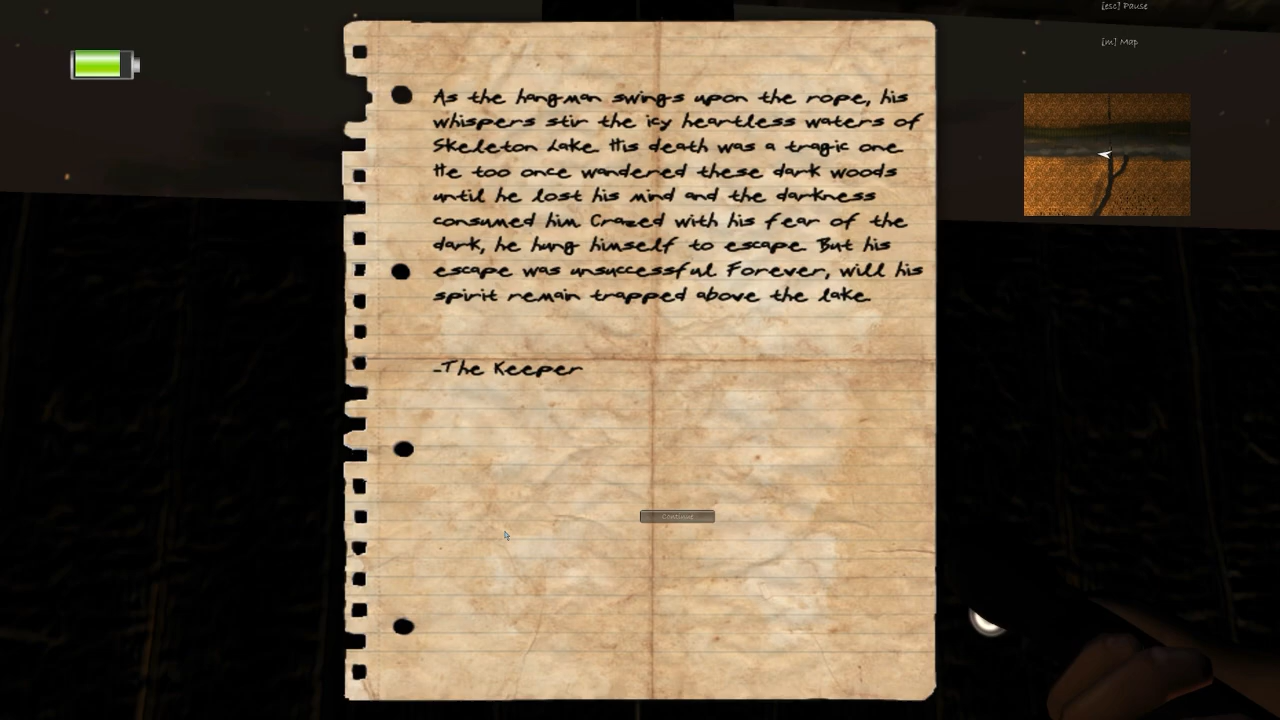 [esc] Pause
[m] Map
As the hangman swings upon the rope, his
whispers stir the icy heartless waters of
Skeleton Lake. His death was a tragic one.
He too once wandered these dark woods
until he lost his mind and the darkness
consumed him. Crazed with his fear of the
dark, he hung himself to escape. But his
escape was unsuccessful. Forever, will his
spirit remain trapped above the lake.
-The Keeper
Continue